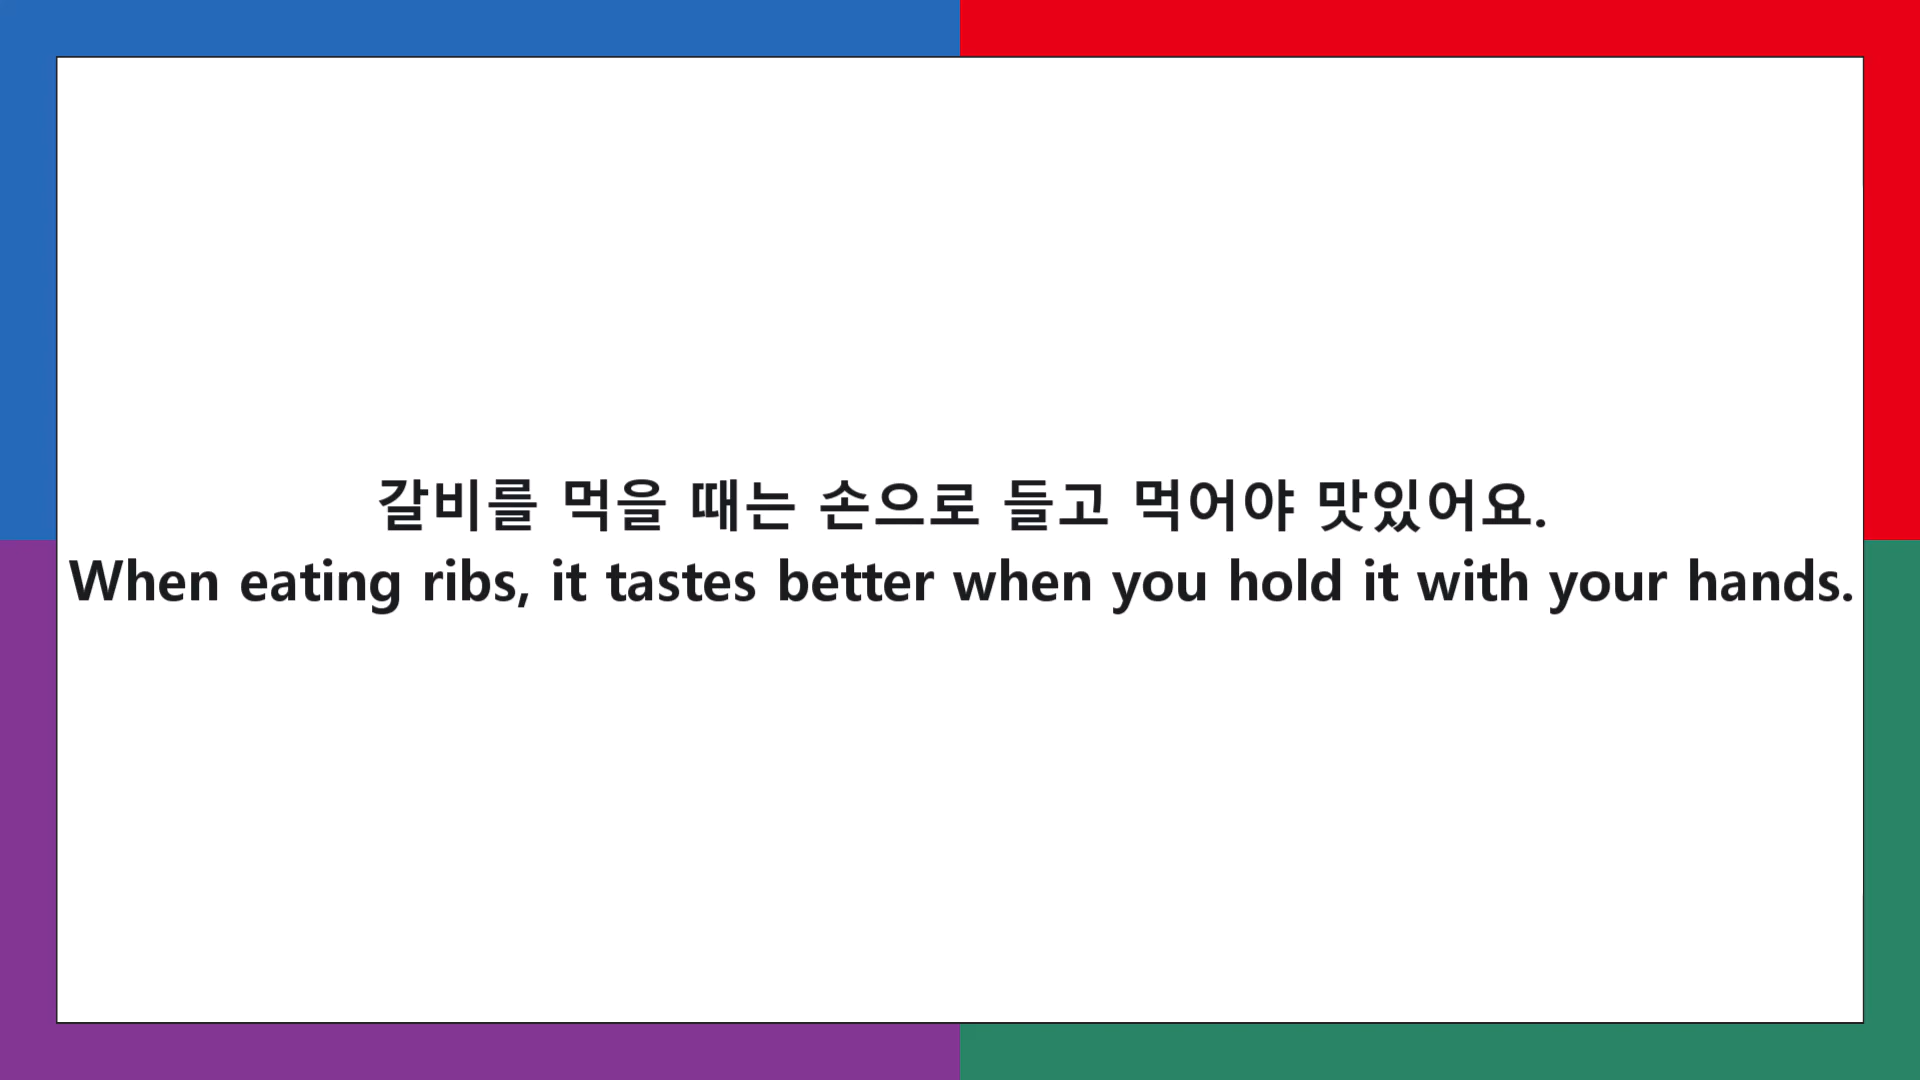 갈비를 먹을 때는 손으로 들고 먹어야 맛있어요.
When eating ribs, it tastes better when you hold it with your hands.